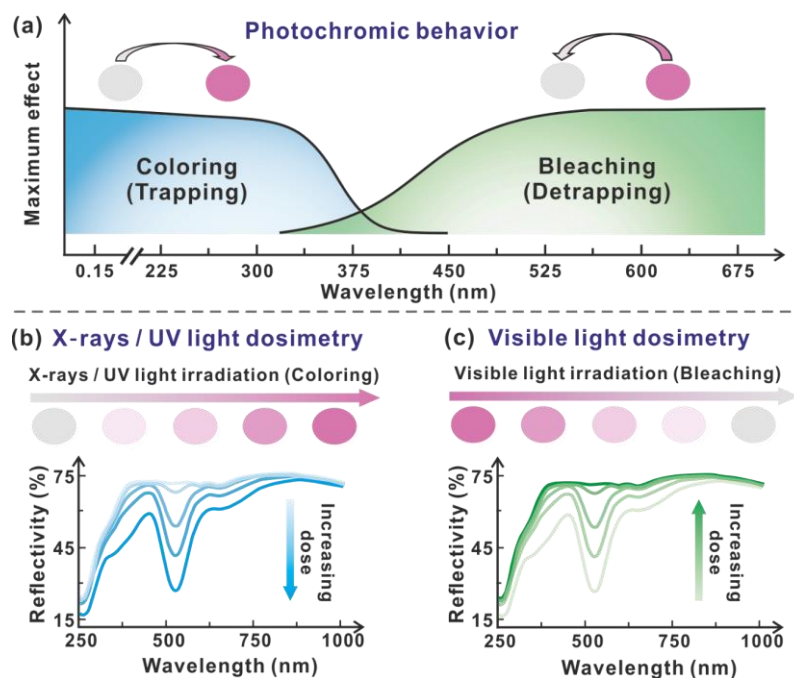 (a) Photochromic behavior
Maximum effect
Coloring
(Trapping)
Bleaching
(Detrapping)
0.15 225 300 375 450 525 600 675
Wavelength (nm)
(b) X-rays / UV light dosimetry
X-rays / UV light irradiation (Coloring)
Reflectivity (%)
75
45
15
Increasing
dose
250 500 750 1000
Wavelength (nm)
(c) Visible light dosimetry
Visible light irradiation (Bleaching)
Reflectivity (%)
75
45
15
Increasing
dose
250 500 750 1000
Wavelength (nm)